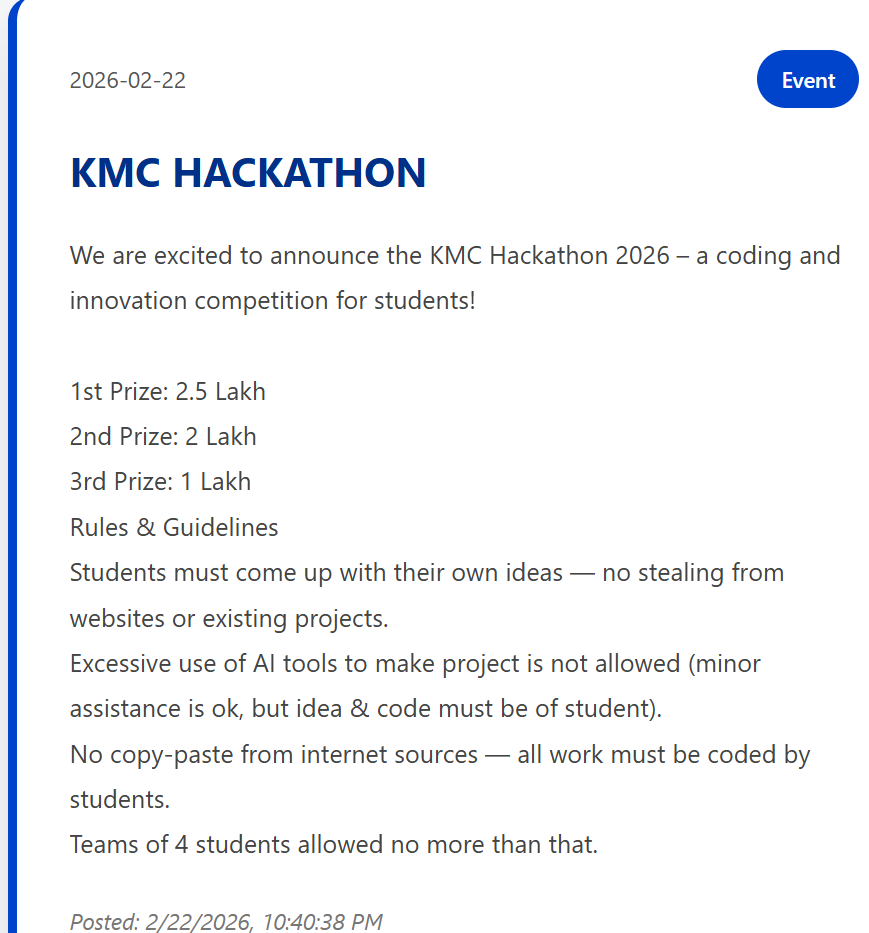 2026-02-22
Event
KMC HACKATHON
We are excited to announce the KMC Hackathon 2026 – a coding and
innovation competition for students!
1st Prize: 2.5 Lakh
2nd Prize: 2 Lakh
3rd Prize: 1 Lakh
Rules & Guidelines
Students must come up with their own ideas — no stealing from
websites or existing projects.
Excessive use of AI tools to make project is not allowed (minor
assistance is ok, but idea & code must be of student).
No copy-paste from internet sources — all work must be coded by
students.
Teams of 4 students allowed no more than that.
Posted: 2/22/2026, 10:40:38 PM